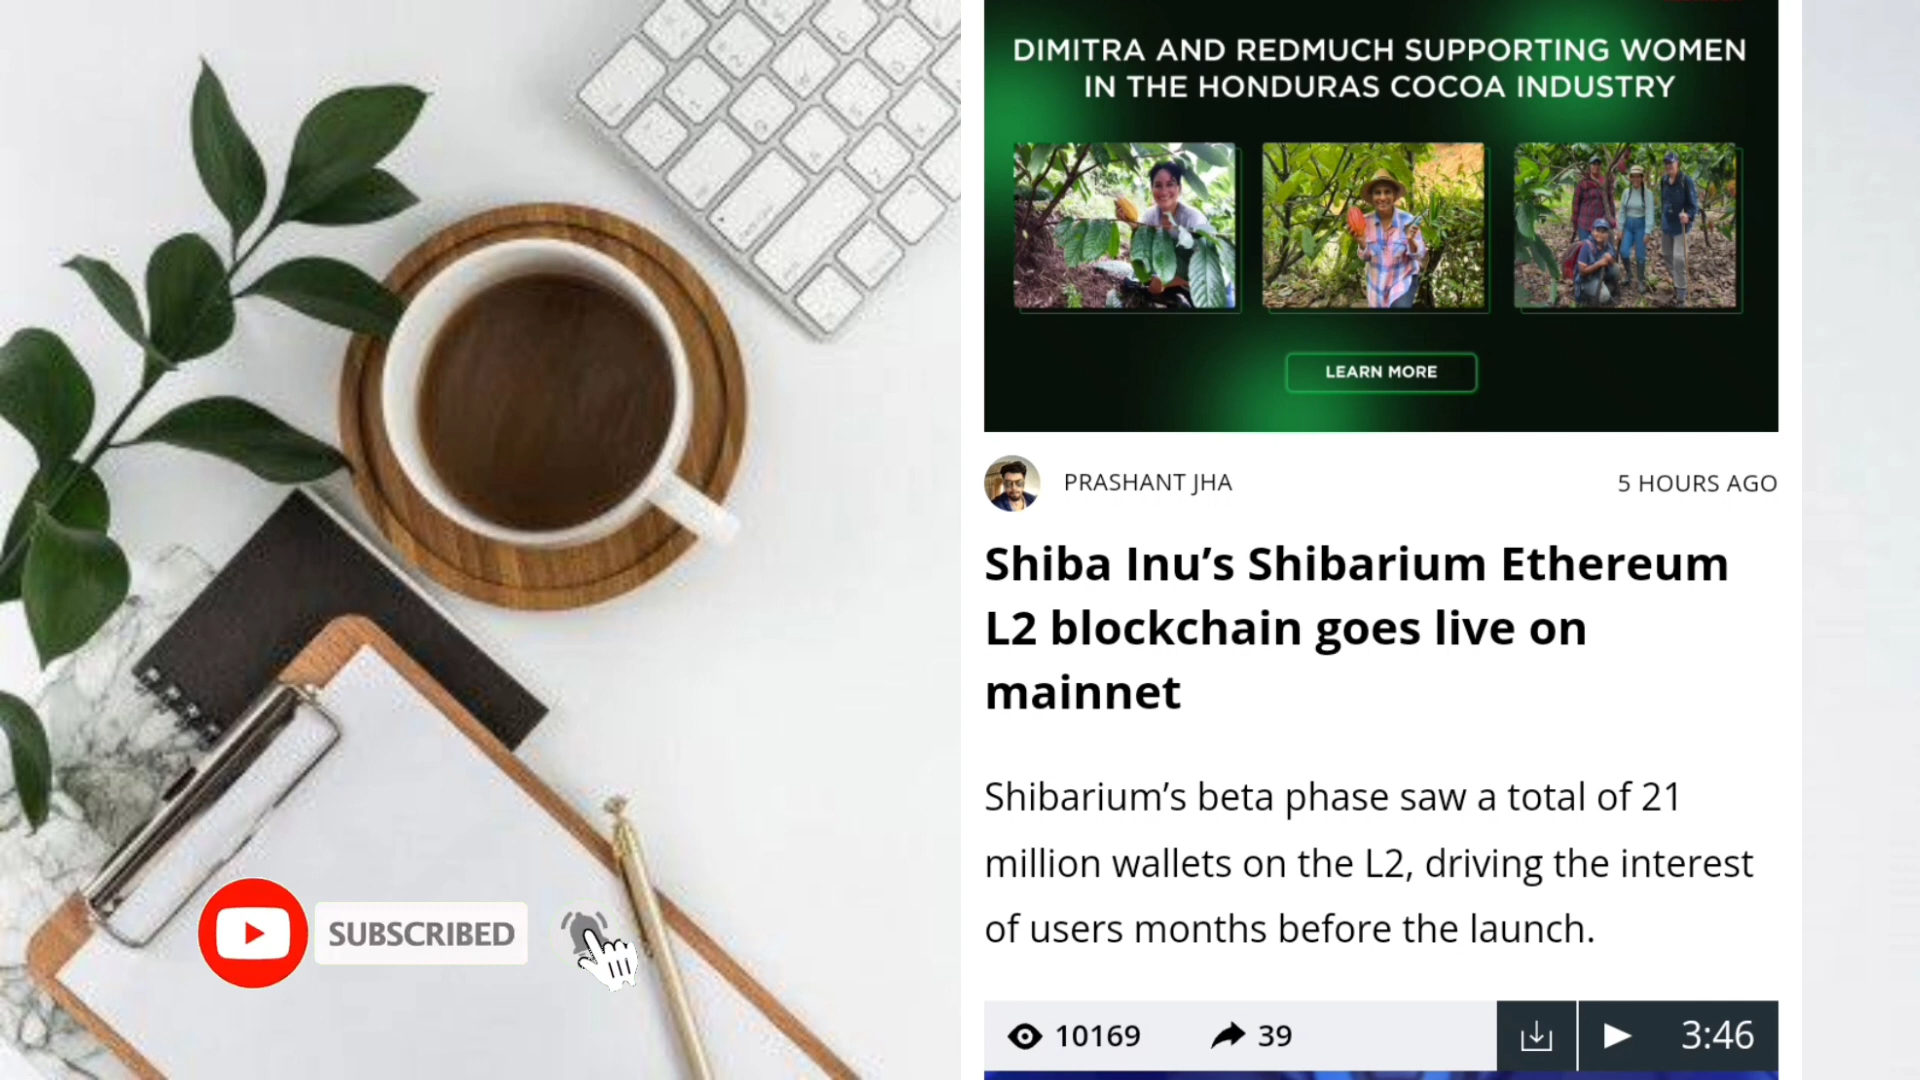 DIMITRA AND REDMUCH SUPPORTING WOMEN
IN THE HONDURAS COCOA INDUSTRY
LEARN MORE
PRASHANT JHA
5 HOURS AGO
Shiba Inu’s Shibarium Ethereum
L2 blockchain goes live on
mainnet
Shibarium’s beta phase saw a total of 21
million wallets on the L2, driving the interest
of users months before the launch.
10169
39
3:46
SUBSCRIBED